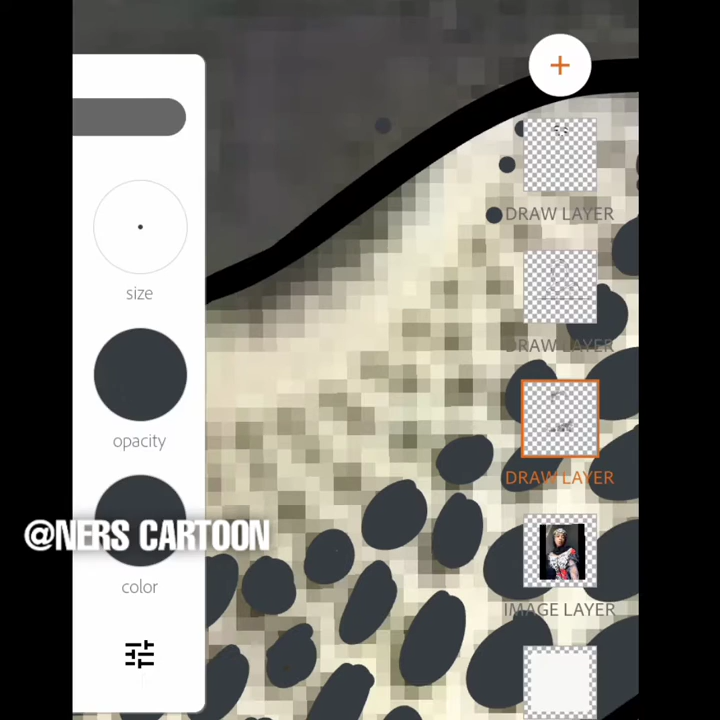 DRAW LAYER
size
DRAW LAYER
opacity
DRAW LAYER
@NERS CARTOON
color
IMAGE LAYER